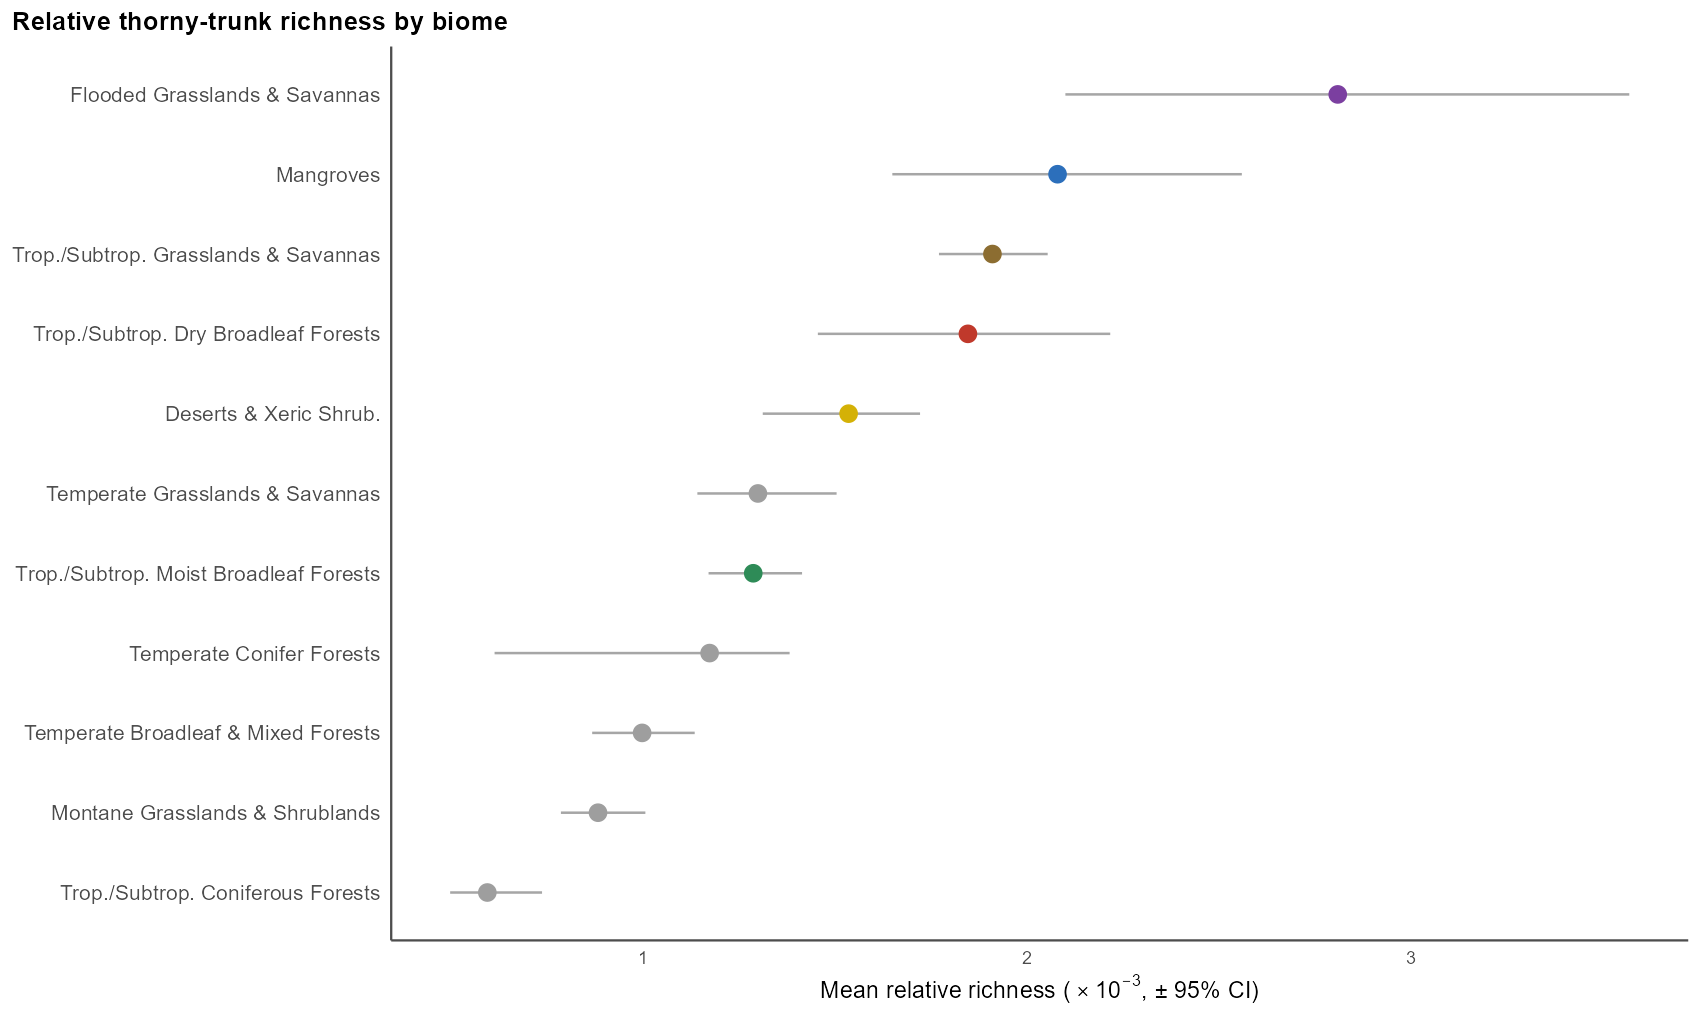 Relative thorny-trunk richness by biome
Flooded Grasslands & Savannas
Mangroves
Trop./Subtrop. Grasslands & Savannas
Trop./Subtrop. Dry Broadleaf Forests
Deserts & Xeric Shrub.
Temperate Grasslands & Savannas
Trop./Subtrop. Moist Broadleaf Forests
Temperate Conifer Forests
Temperate Broadleaf & Mixed Forests
Montane Grasslands & Shrublands
Trop./Subtrop. Coniferous Forests
1 2 3
Mean relative richness ( × 10⁻³, ± 95% CI)